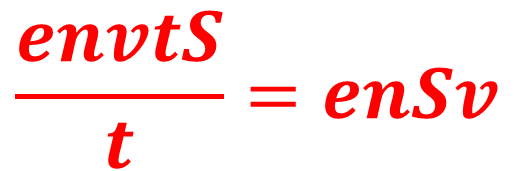 envtS
t
= enSv